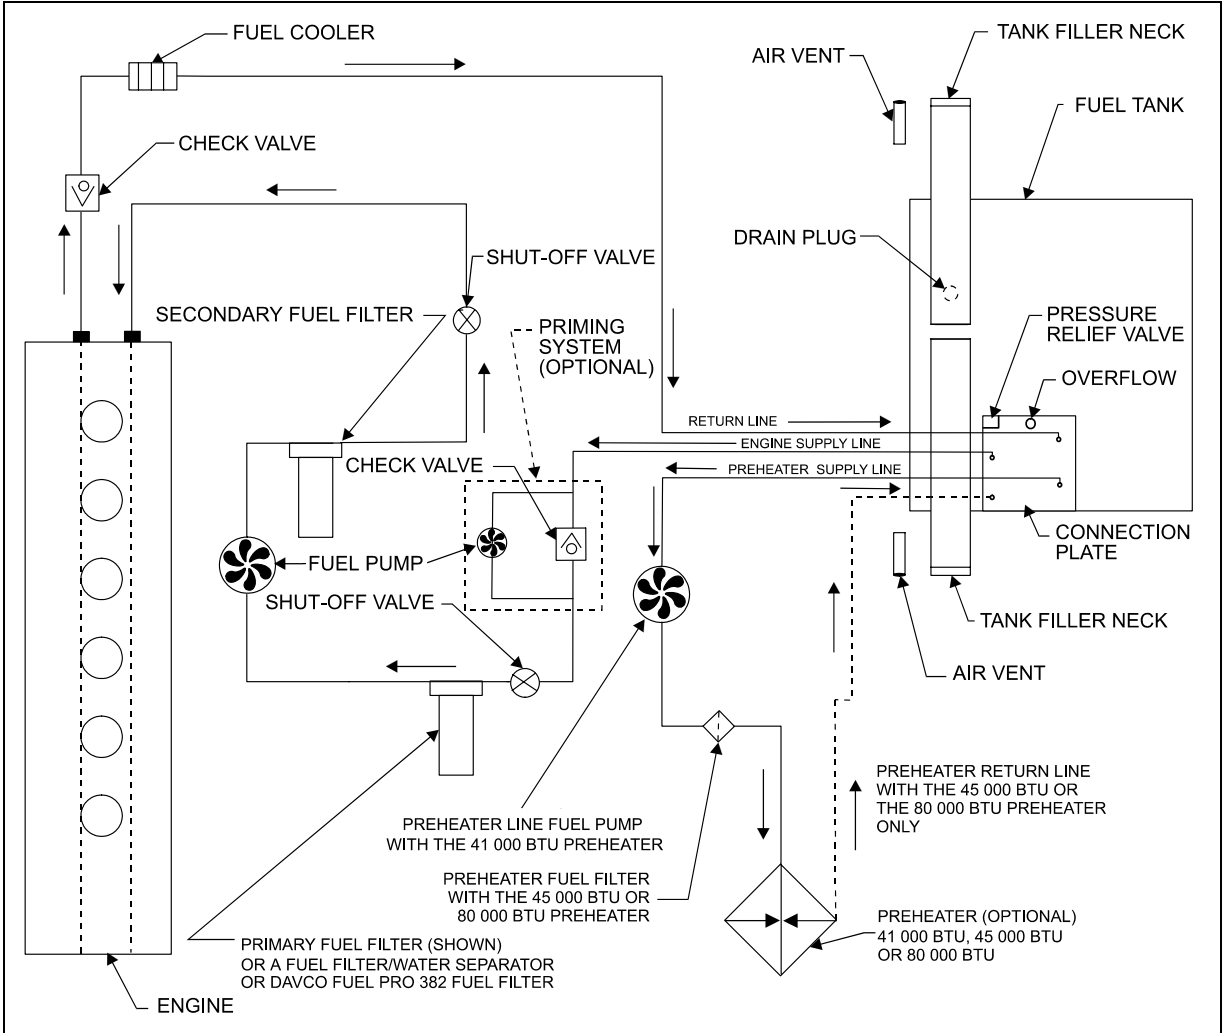 FUEL COOLER
TANK FILLER NECK
AIR VENT
FUEL TANK
CHECK VALVE
DRAIN PLUG
SHUT-OFF VALVE
SECONDARY FUEL FILTER
PRIMING
SYSTEM
(OPTIONAL)
PRESSURE
RELIEF VALVE
OVERFLOW
RETURN LINE
ENGINE SUPPLY LINE
CHECK VALVE
PREHEATER SUPPLY LINE
CONNECTION
PLATE
FUEL PUMP
SHUT-OFF VALVE
TANK FILLER NECK
AIR VENT
PREHEATER RETURN LINE
WITH THE 45 000 BTU OR
THE 80 000 BTU PREHEATER
ONLY
PREHEATER LINE FUEL PUMP
WITH THE 41 000 BTU PREHEATER
PREHEATER FUEL FILTER
WITH THE 45 000 BTU OR
80 000 BTU PREHEATER
PREHEATER (OPTIONAL)
41 000 BTU, 45 000 BTU
OR 80 000 BTU
PRIMARY FUEL FILTER (SHOWN)
OR A FUEL FILTER/WATER SEPARATOR
OR DAVCO FUEL PRO 382 FUEL FILTER
ENGINE